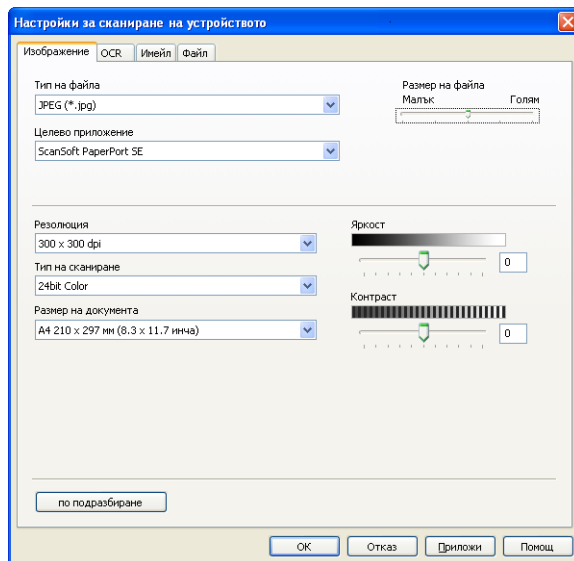 Настройки за сканиране на устройството
Изображение OCR Имейл Файл
Тип на файла
JPEG (*.jpg)
Размер на файла
Малък Голям
Целево приложение
ScanSoft PaperPort SE
Резолюция
300 x 300 dpi
Тип на сканиране
24bit Color
Размер на документа
A4 210 x 297 мм (8.3 x 11.7 инча)
Яркост
0
Контраст
0
по подразбиране
ОК Отказ Приложи Помощ